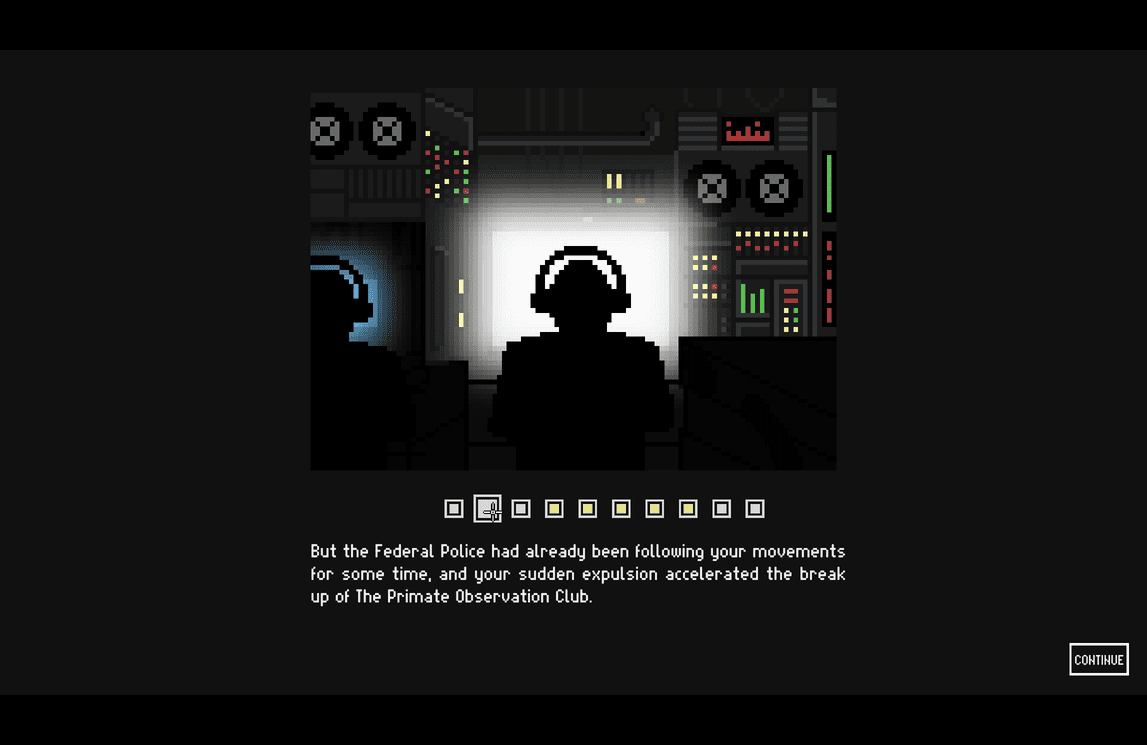 But the Federal Police had already been following your movements
for some time, and your sudden expulsion accelerated the break
up of The Primate Observation Club.
CONTINUE